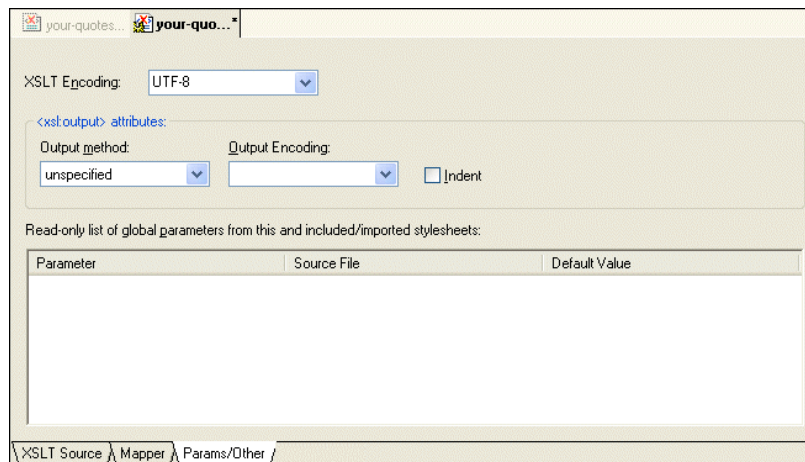 your-quotes... your-quo...*
XSLT Encoding: UTF-8
<xsl:output> attributes:
Output method: Output Encoding:
unspecified Indent
Read-only list of global parameters from this and included/imported stylesheets:
Parameter Source File Default Value
XSLT Source Mapper Params/Other